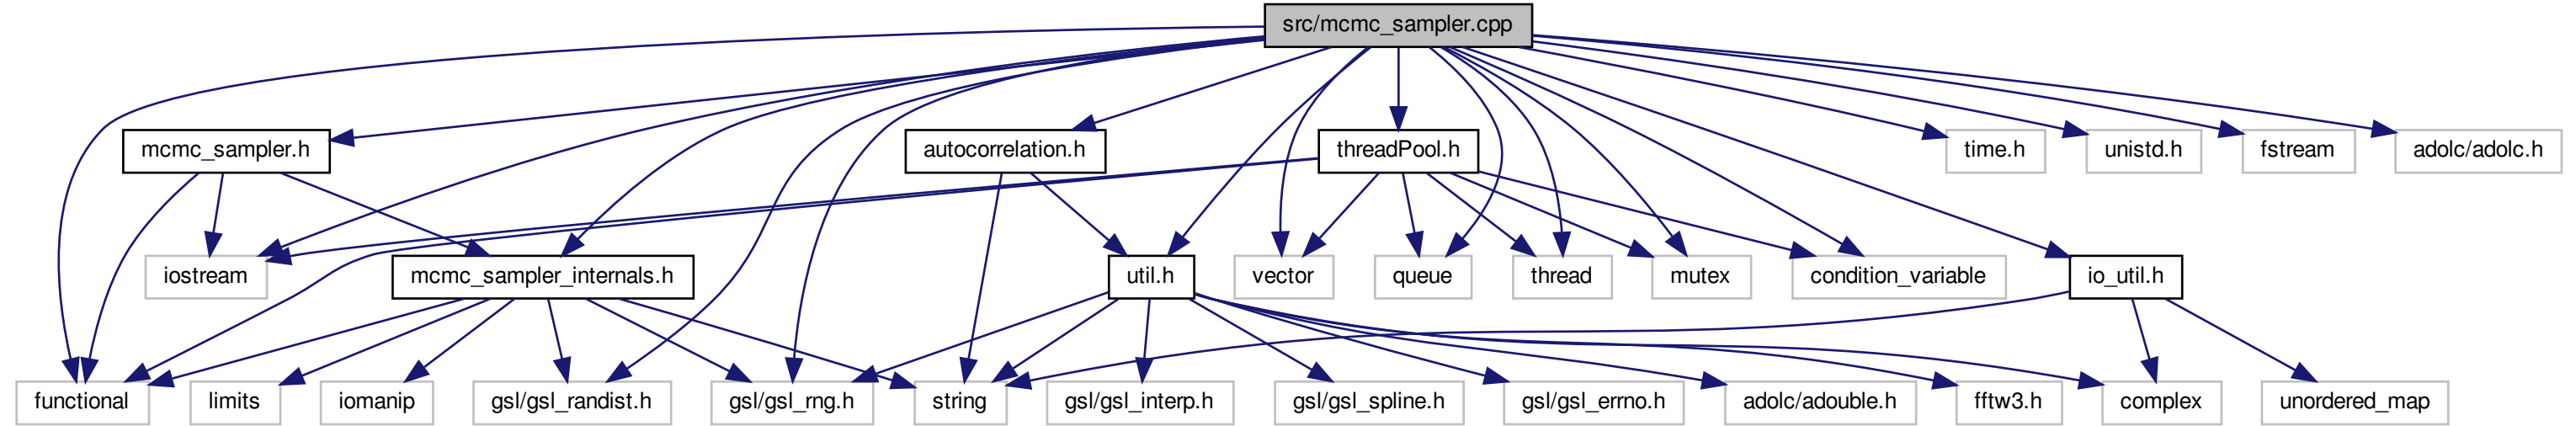 src/mcmc_sampler.cpp
mcmc_sampler.h
autocorrelation.h
threadPool.h
time.h
unistd.h
fstream
adolc/adolc.h
iostream
mcmc_sampler_internals.h
util.h
vector
queue
thread
mutex
condition_variable
io_util.h
functional
limits
iomanip
gsl/gsl_randist.h
gsl/gsl_rng.h
string
gsl/gsl_interp.h
gsl/gsl_spline.h
gsl/gsl_errno.h
adolc/adouble.h
fftw3.h
complex
unordered_map